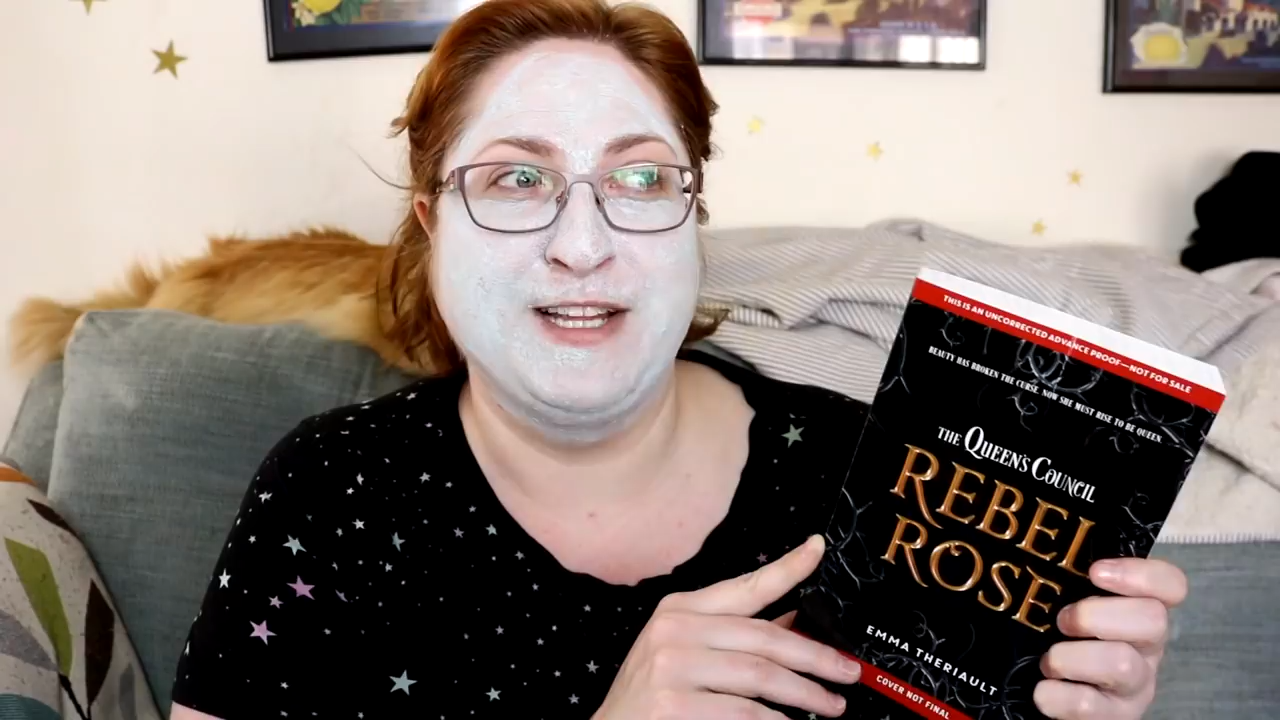 THIS IS AN UNCORRECTED ADVANCE PROOF—NOT FOR SALE
BEAUTY HAS BROKEN THE CURSE. NOW SHE MUST RISE TO BE QUEEN.
THE QUEEN'S COUNCIL
REBEL
ROSE
EMMA THERIAULT
COVER NOT FINAL